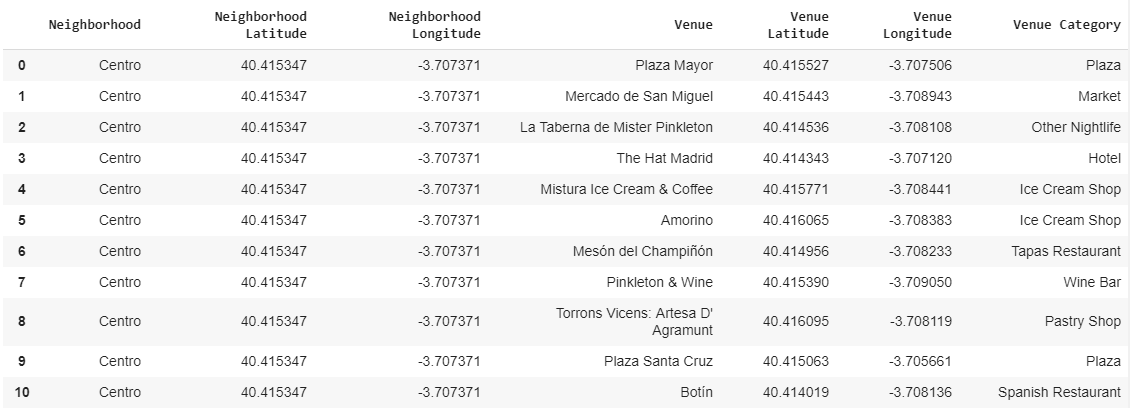 Neighborhood Neighborhood Latitude Neighborhood Longitude Venue Venue Latitude Venue Longitude Venue Category
0 Centro 40.415347 -3.707371 Plaza Mayor 40.415527 -3.707506 Plaza
1 Centro 40.415347 -3.707371 Mercado de San Miguel 40.415443 -3.708943 Market
2 Centro 40.415347 -3.707371 La Taberna de Mister Pinkleton 40.414536 -3.708108 Other Nightlife
3 Centro 40.415347 -3.707371 The Hat Madrid 40.414343 -3.707120 Hotel
4 Centro 40.415347 -3.707371 Mistura Ice Cream & Coffee 40.415771 -3.708441 Ice Cream Shop
5 Centro 40.415347 -3.707371 Amorino 40.416065 -3.708383 Ice Cream Shop
6 Centro 40.415347 -3.707371 Mesón del Champiñón 40.414956 -3.708233 Tapas Restaurant
7 Centro 40.415347 -3.707371 Pinkleton & Wine 40.415390 -3.709050 Wine Bar
8 Centro 40.415347 -3.707371 Torrons Vicens: Artesa D' Agramunt 40.416095 -3.708119 Pastry Shop
9 Centro 40.415347 -3.707371 Plaza Santa Cruz 40.415063 -3.705661 Plaza
10 Centro 40.415347 -3.707371 Botín 40.414019 -3.708136 Spanish Restaurant